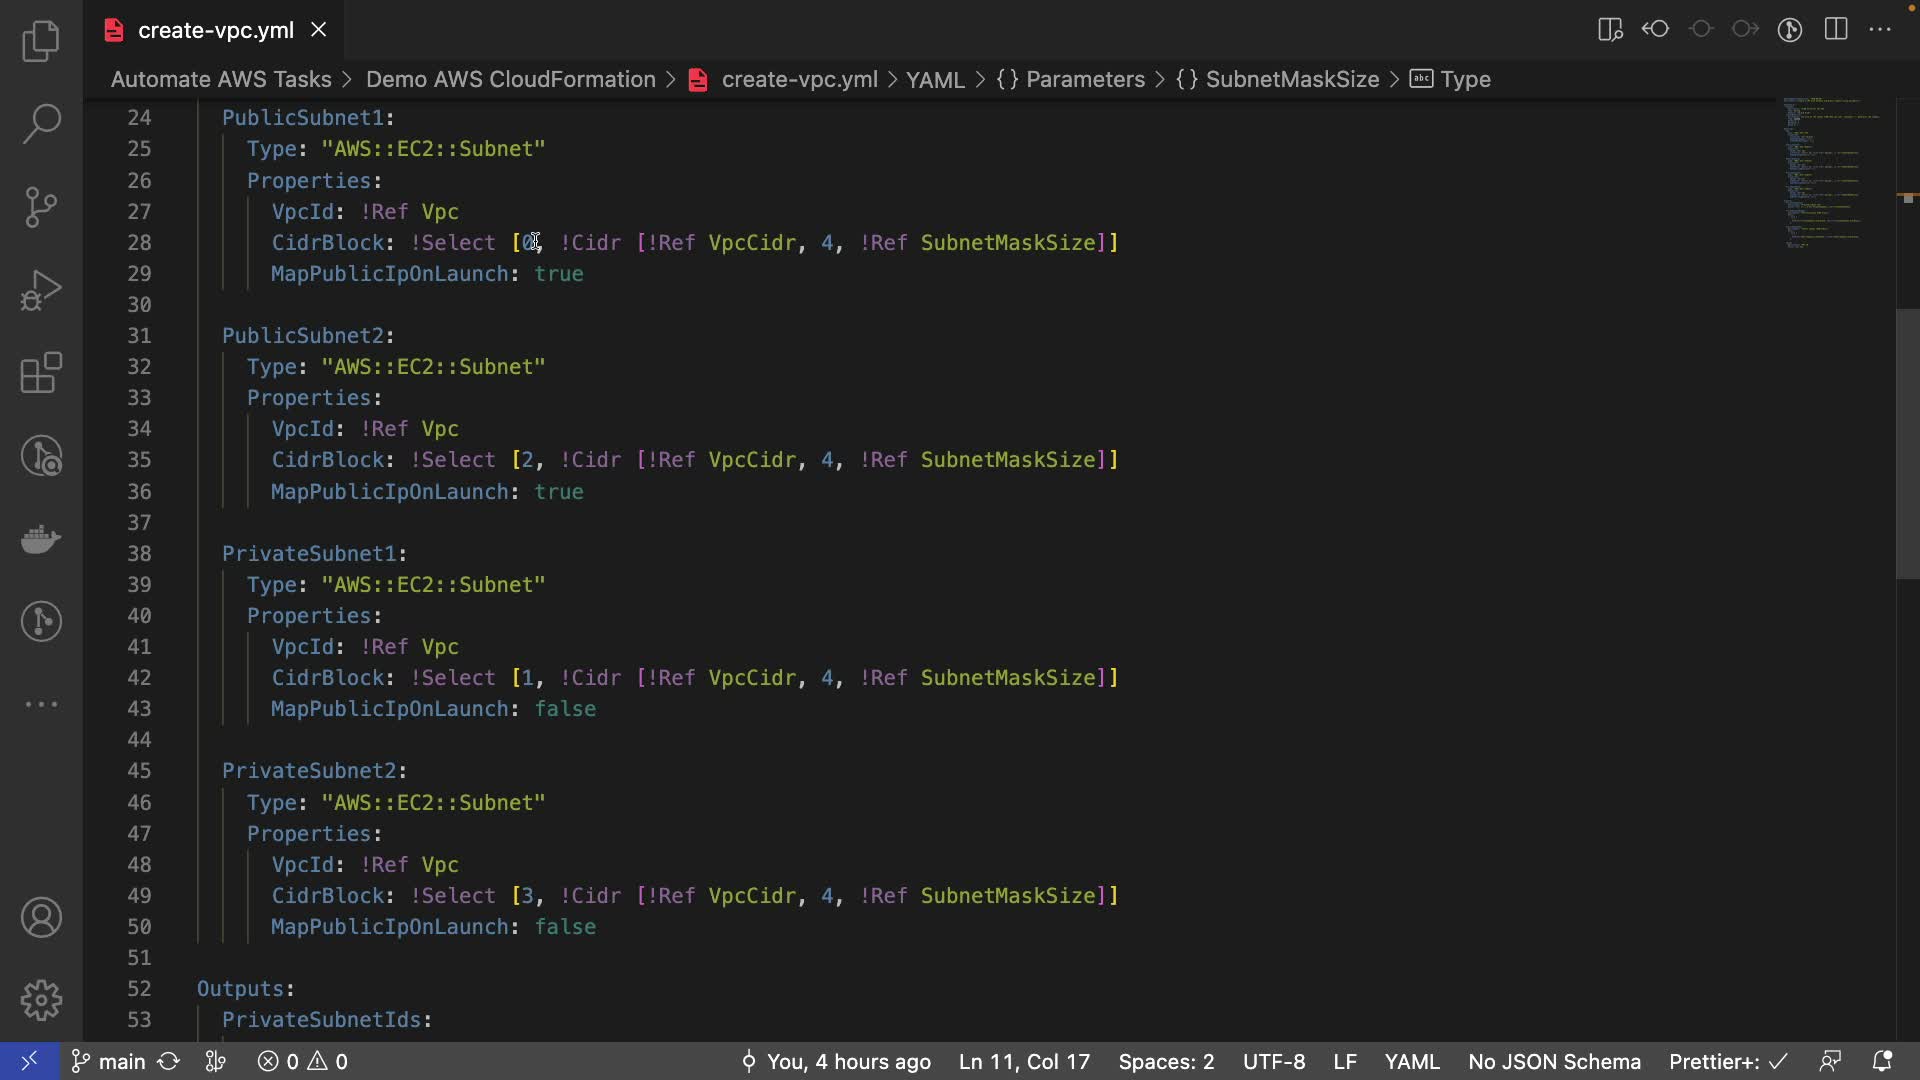 create-vpc.yml
Automate AWS Tasks > Demo AWS CloudFormation > create-vpc.yml > YAML > {} Parameters > {} SubnetMaskSize > abc Type
24 PublicSubnet1:
25 Type: "AWS::EC2::Subnet"
26 Properties:
27 VpcId: !Ref Vpc
28 CidrBlock: !Select [0, !Cidr [!Ref VpcCidr, 4, !Ref SubnetMaskSize]]
29 MapPublicIpOnLaunch: true
30
31 PublicSubnet2:
32 Type: "AWS::EC2::Subnet"
33 Properties:
34 VpcId: !Ref Vpc
35 CidrBlock: !Select [2, !Cidr [!Ref VpcCidr, 4, !Ref SubnetMaskSize]]
36 MapPublicIpOnLaunch: true
37
38 PrivateSubnet1:
39 Type: "AWS::EC2::Subnet"
40 Properties:
41 VpcId: !Ref Vpc
42 CidrBlock: !Select [1, !Cidr [!Ref VpcCidr, 4, !Ref SubnetMaskSize]]
43 MapPublicIpOnLaunch: false
44
45 PrivateSubnet2:
46 Type: "AWS::EC2::Subnet"
47 Properties:
48 VpcId: !Ref Vpc
49 CidrBlock: !Select [3, !Cidr [!Ref VpcCidr, 4, !Ref SubnetMaskSize]]
50 MapPublicIpOnLaunch: false
51
52 Outputs:
53 PrivateSubnetIds:
main 0 0 You, 4 hours ago Ln 11, Col 17 Spaces: 2 UTF-8 LF YAML No JSON Schema Prettier+: ✓